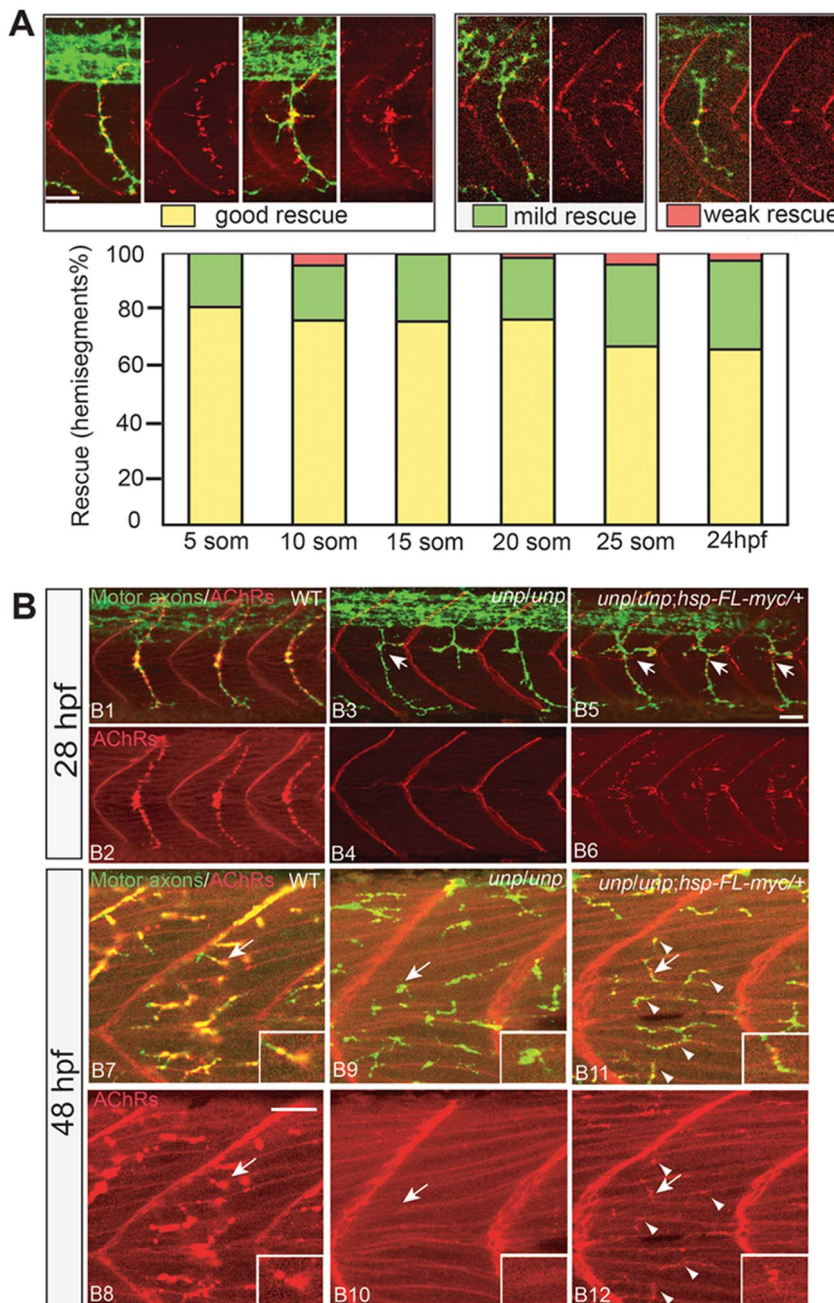 A
good rescue
mild rescue
weak rescue
Rescue (hemisegments%)
100
80
60
40
20
0
5 som
10 som
15 som
20 som
25 som
24hpf
B
28 hpf
Motor axons/AChRs WT
unp/unp
unp/unp;hsp-FL-myc/+
B1
B3
B5
AChRs
B2
B4
B6
48 hpf
Motor axons/AChRs WT
unp/unp
unp/unp;hsp-FL-myc/+
B7
B9
B11
AChRs
B8
B10
B12